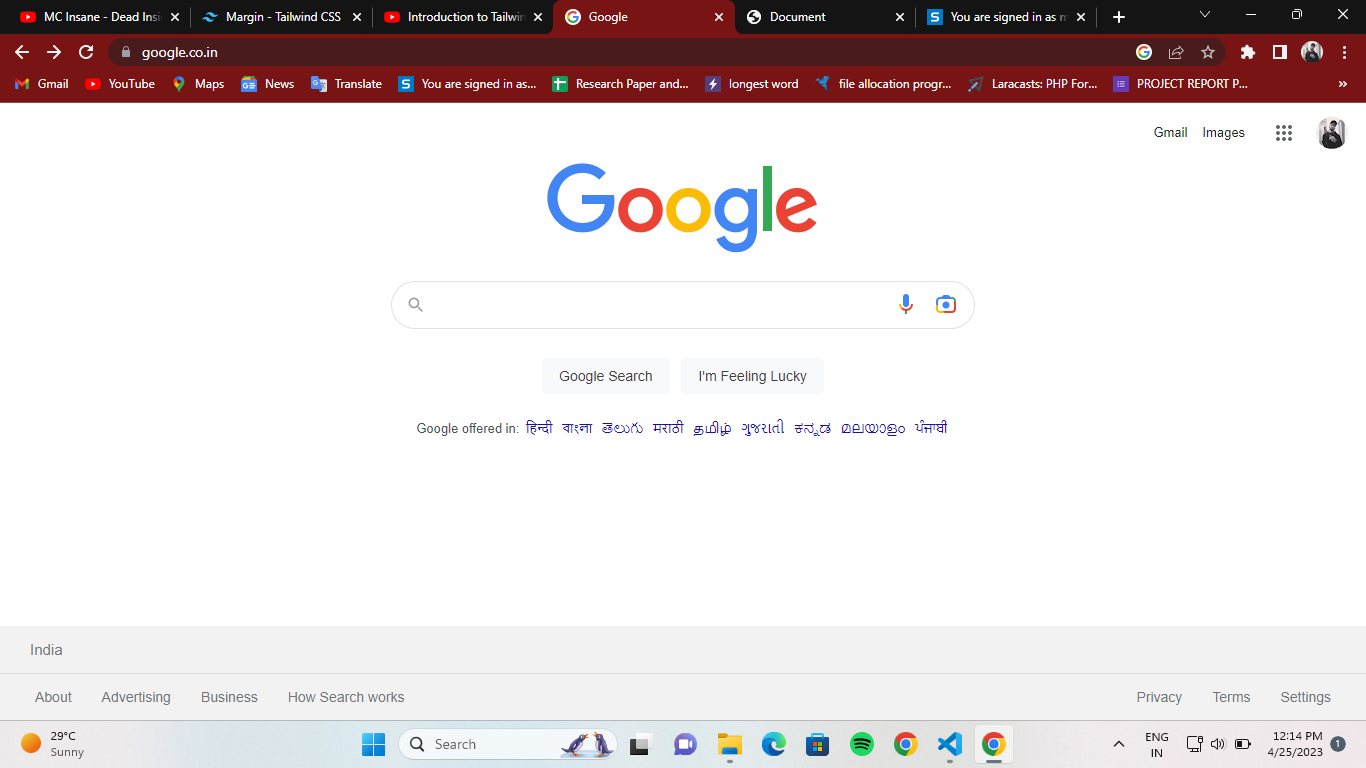 MC Insane - Dead Insi
Margin - Tailwind CSS
Introduction to Tailwin
Google
Document
You are signed in as m
google.co.in
Gmail
YouTube
Maps
News
Translate
You are signed in as...
Research Paper and...
longest word
file allocation progr...
Laracasts: PHP For...
PROJECT REPORT P...
»
Gmail Images
Google
Google Search
I'm Feeling Lucky
Google offered in: हिन्दी বাংলা తెలుగు मराठी தமிழ் ગુજરાતી ಕನ್ನಡ മലയാളം ਪੰਜਾਬੀ
India
About Advertising Business How Search works
Privacy Terms Settings
29°C
Sunny
Search
ENG
IN
12:14 PM
4/25/2023
1